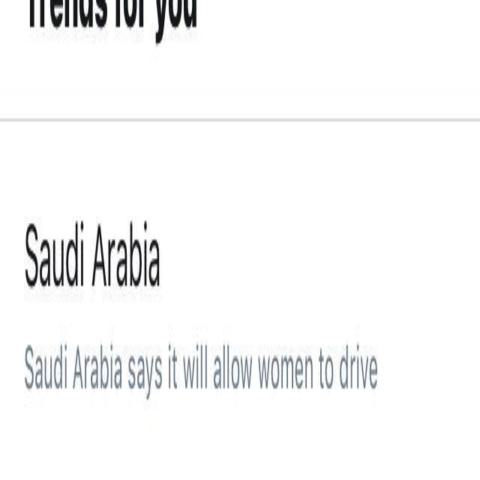 Trends for you
Saudi Arabia
Saudi Arabia says it will allow women to drive